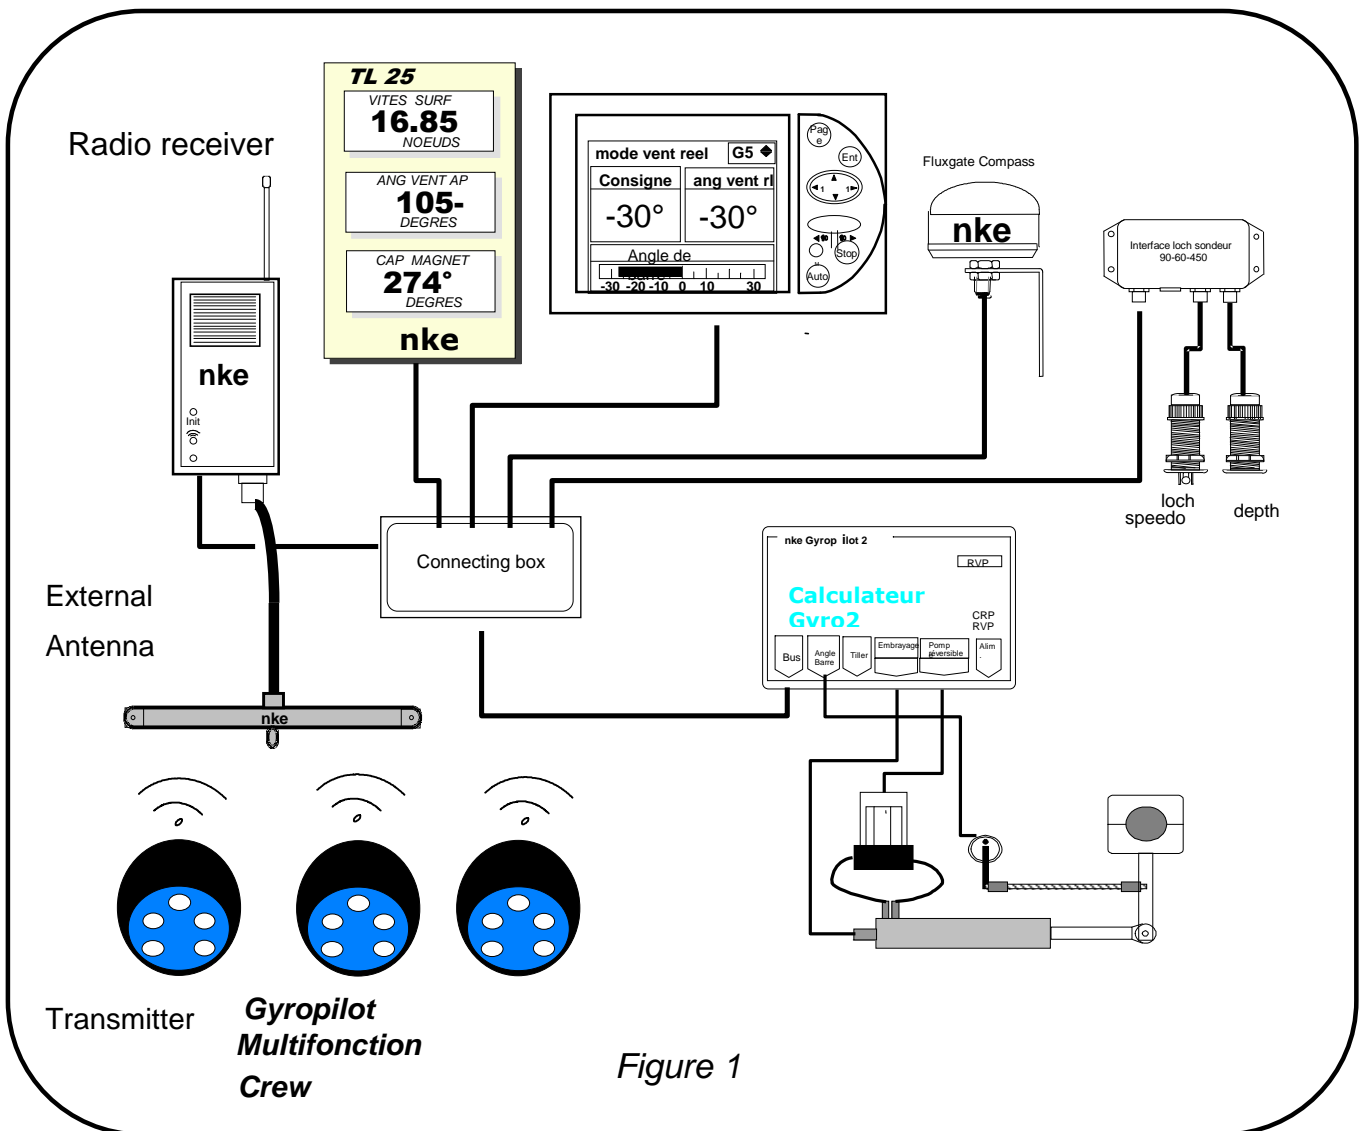 Radio receiver
nke
Init
TL 25
VITES SURF
16.85
NOEUDS
ANG VENT AP
105-
DEGRES
CAP MAGNET
274°
DEGRES
nke
mode vent reel
G5
Consigne
ang vent rl
-30°
-30°
Angle de
-30 -20 -10 0 10 30
Pag
e
Ent
1 1
Stop
Auto
Fluxgate Compass
nke
Interface loch sondeur
90-60-450
loch
speedo
depth
Connecting box
External
Antenna
nke
nke Gyrop ilot 2
RVP
Calculateur
Gyro2
CRP
RVP
Bus
Angle
Barre
Tiller
Embrayage
Pomp
réversible
Alim
.
Transmitter
Gyropilot
Multifonction
Crew
Figure 1